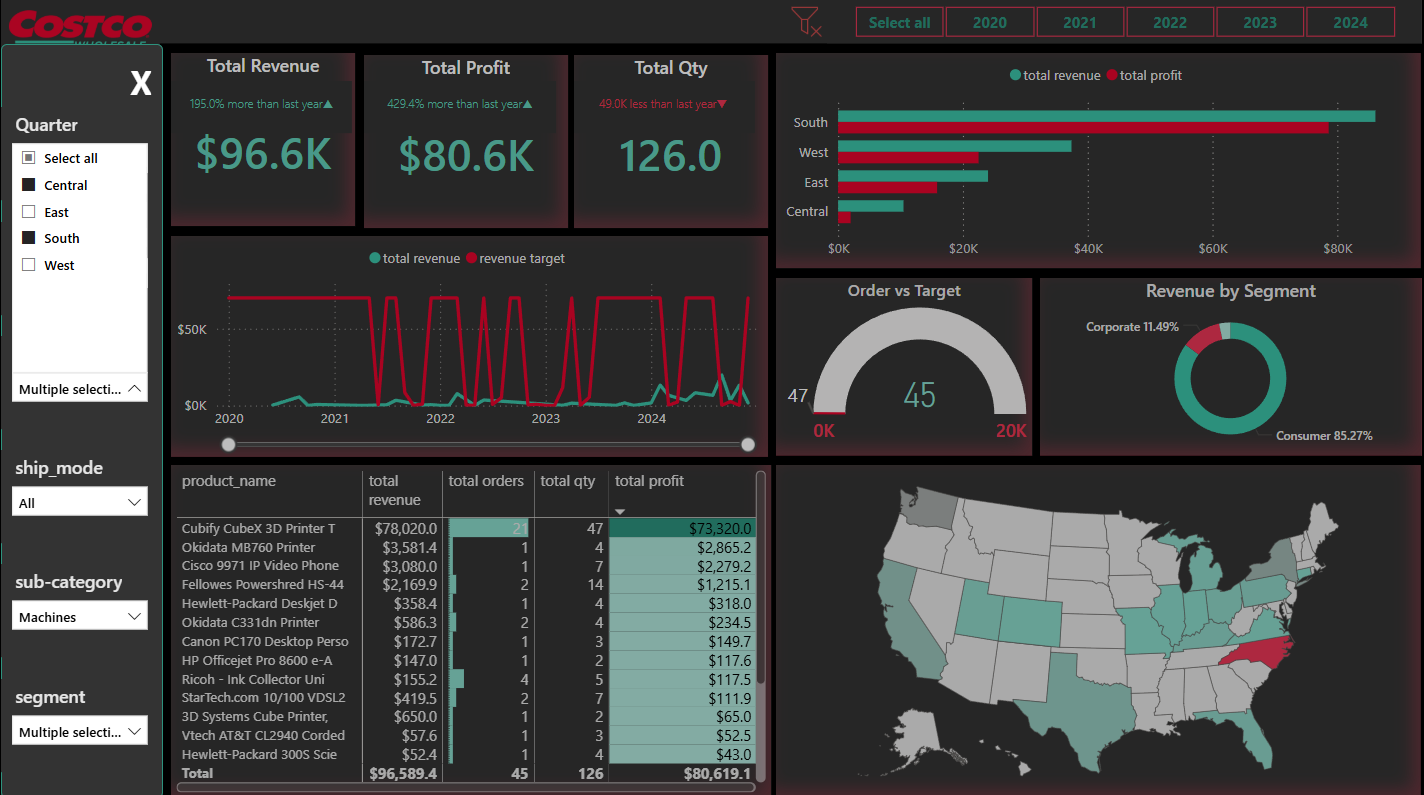 COSTCO
WHOLESALE
Select all
2020
2021
2022
2023
2024
X
Quarter
Select all
Central
East
South
West
Multiple selecti...
ship_mode
All
sub-category
Machines
segment
Multiple selecti...
Total Revenue
195.0% more than last year▲
$96.6K
Total Profit
429.4% more than last year▲
$80.6K
Total Qty
49.0K less than last year▼
126.0
total revenue total profit
South
West
East
Central
$0K $20K $40K $60K $80K
total revenue revenue target
$50K
$0K
2020 2021 2022 2023 2024
Order vs Target
47
45
0K 20K
Revenue by Segment
Corporate 11.49%
Consumer 85.27%
product_name total revenue total orders total qty total profit
Cubify CubeX 3D Printer T $78,020.0 21 47 $73,320.0
Okidata MB760 Printer $3,581.4 1 4 $2,865.2
Cisco 9971 IP Video Phone $3,080.0 1 7 $2,279.2
Fellowes Powershred HS-44 $2,169.9 2 14 $1,215.1
Hewlett-Packard Deskjet D $358.4 1 4 $318.0
Okidata C331dn Printer $586.3 2 4 $234.5
Canon PC170 Desktop Perso $172.7 1 3 $149.7
HP Officejet Pro 8600 e-A $147.0 1 2 $117.6
Ricoh - Ink Collector Uni $155.2 4 5 $117.5
StarTech.com 10/100 VDSL2 $419.5 2 7 $111.9
3D Systems Cube Printer, $650.0 1 2 $65.0
Vtech AT&T CL2940 Corded $57.6 1 3 $52.5
Hewlett-Packard 300S Scie $52.4 1 4 $43.0
Total $96,589.4 45 126 $80,619.1